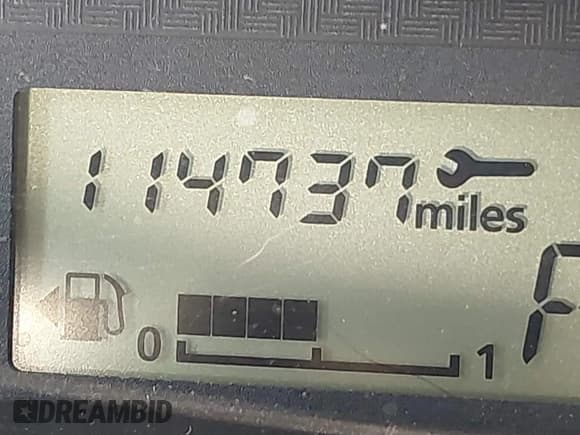 114737 miles
F
0 1
DREAMBID